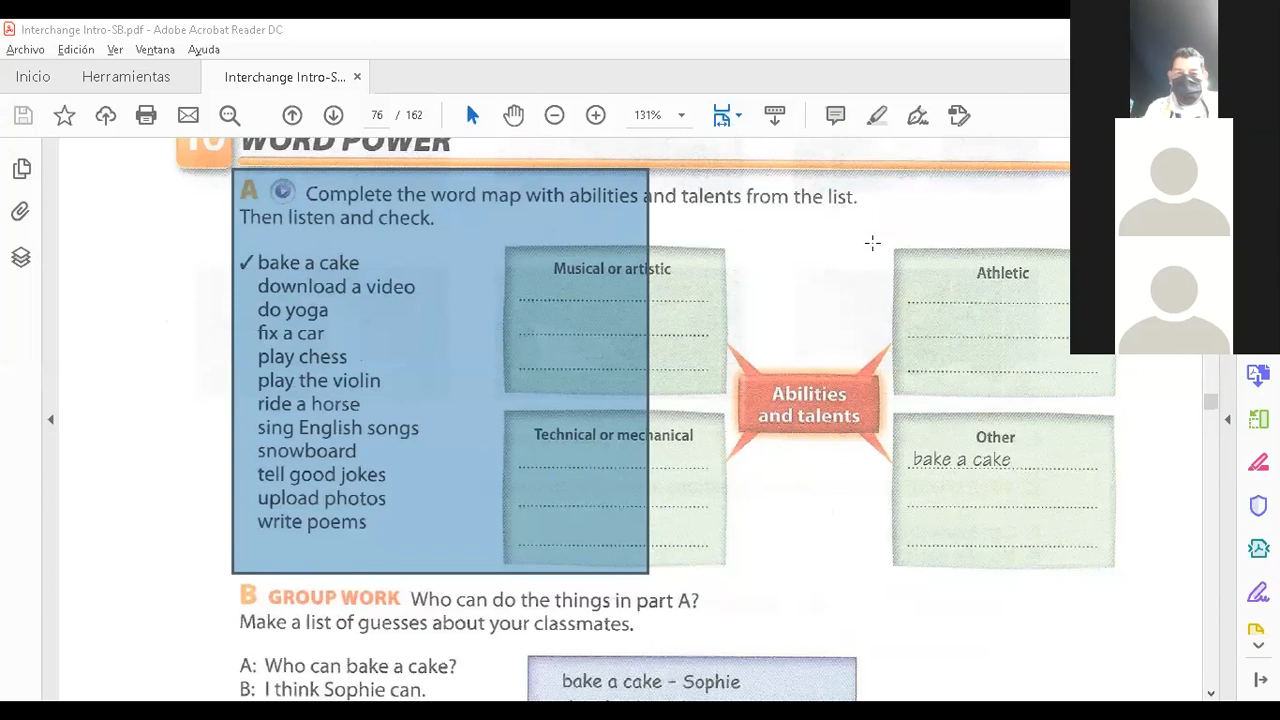 Interchange Intro-SB.pdf - Adobe Acrobat Reader DC
Archivo Edición Ver Ventana Ayuda
Inicio Herramientas Interchange Intro-S... ×
76 / 162 131%
10 WORD POWER
A Complete the word map with abilities and talents from the list.
Then listen and check.
✓ bake a cake
download a video
do yoga
fix a car
play chess
play the violin
ride a horse
sing English songs
snowboard
tell good jokes
upload photos
write poems
Musical or artistic
Athletic
Abilities
and talents
Technical or mechanical
Other
bake a cake
B GROUP WORK Who can do the things in part A?
Make a list of guesses about your classmates.
A: Who can bake a cake?
B: I think Sophie can.
bake a cake – Sophie